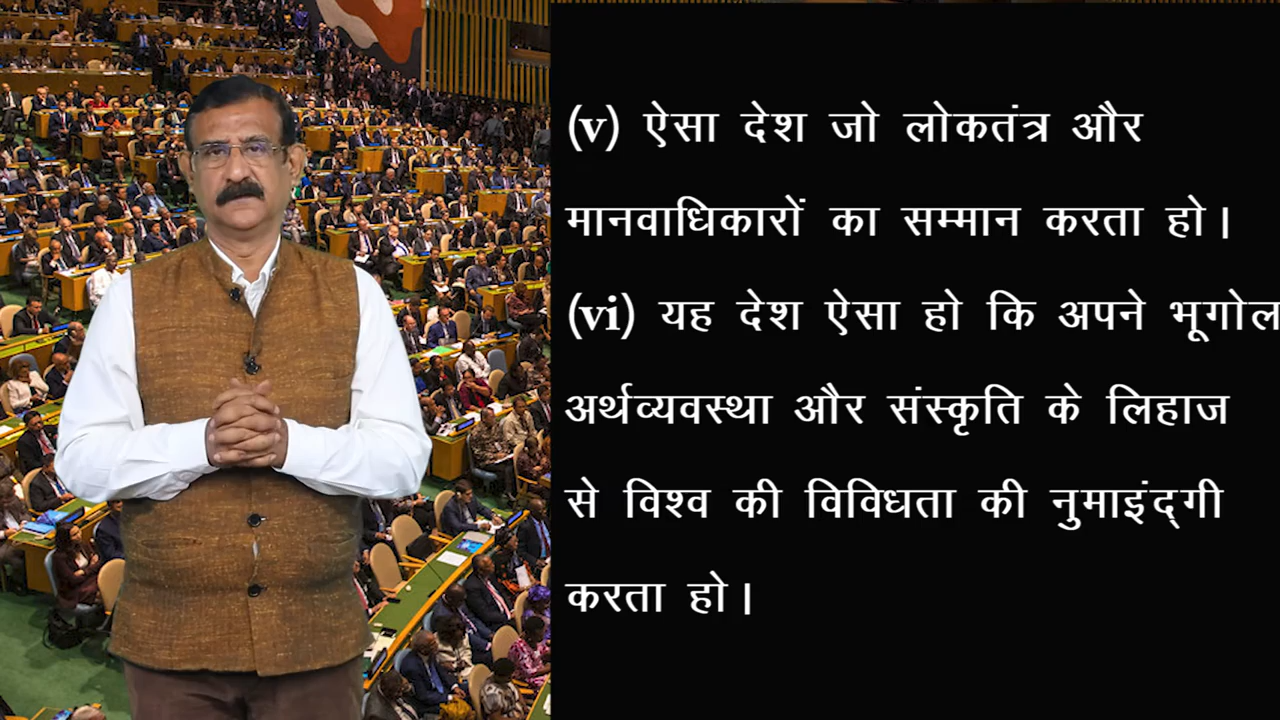 (v) ऐसा देश जो लोकतंत्र और
मानवाधिकारों का सम्मान करता हो।
(vi) यह देश ऐसा हो कि अपने भूगोल
अर्थव्यवस्था और संस्कृति के लिहाज
से विश्व की विविधता की नुमाइंद्गी
करता हो।